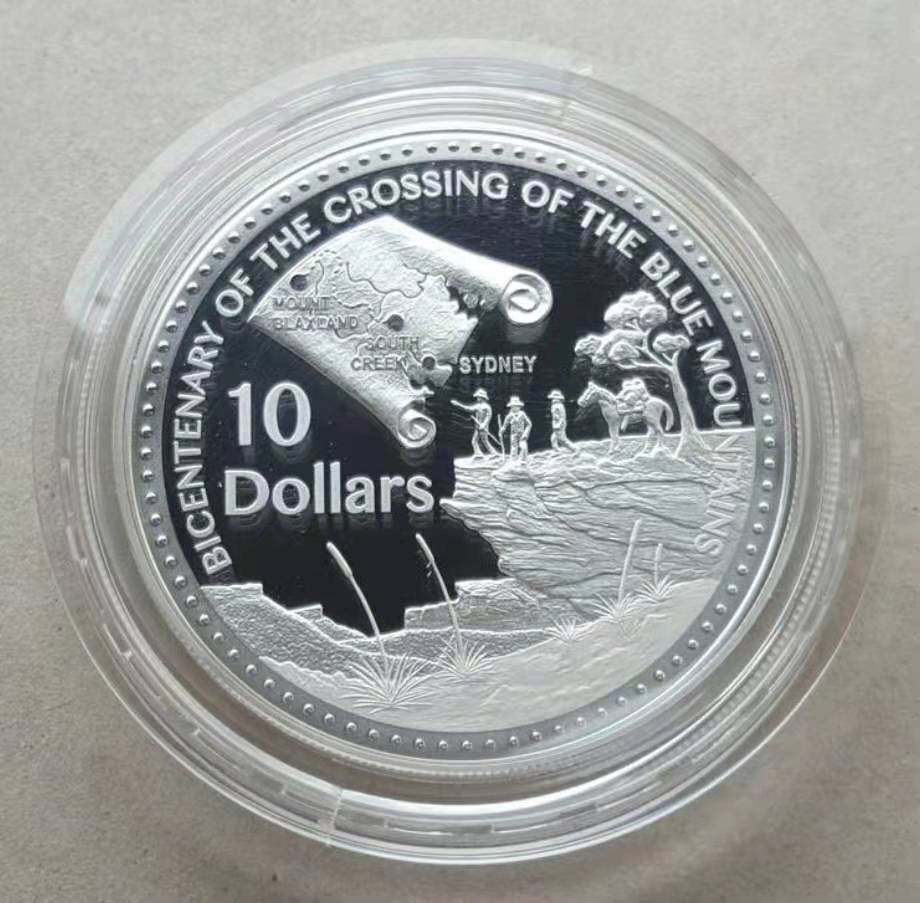 BICENTENARY OF THE CROSSING OF THE BLUE MOUNTAINS
MOUNT
BLAXLAND
SOUTH
CREEK
SYDNEY
10
Dollars